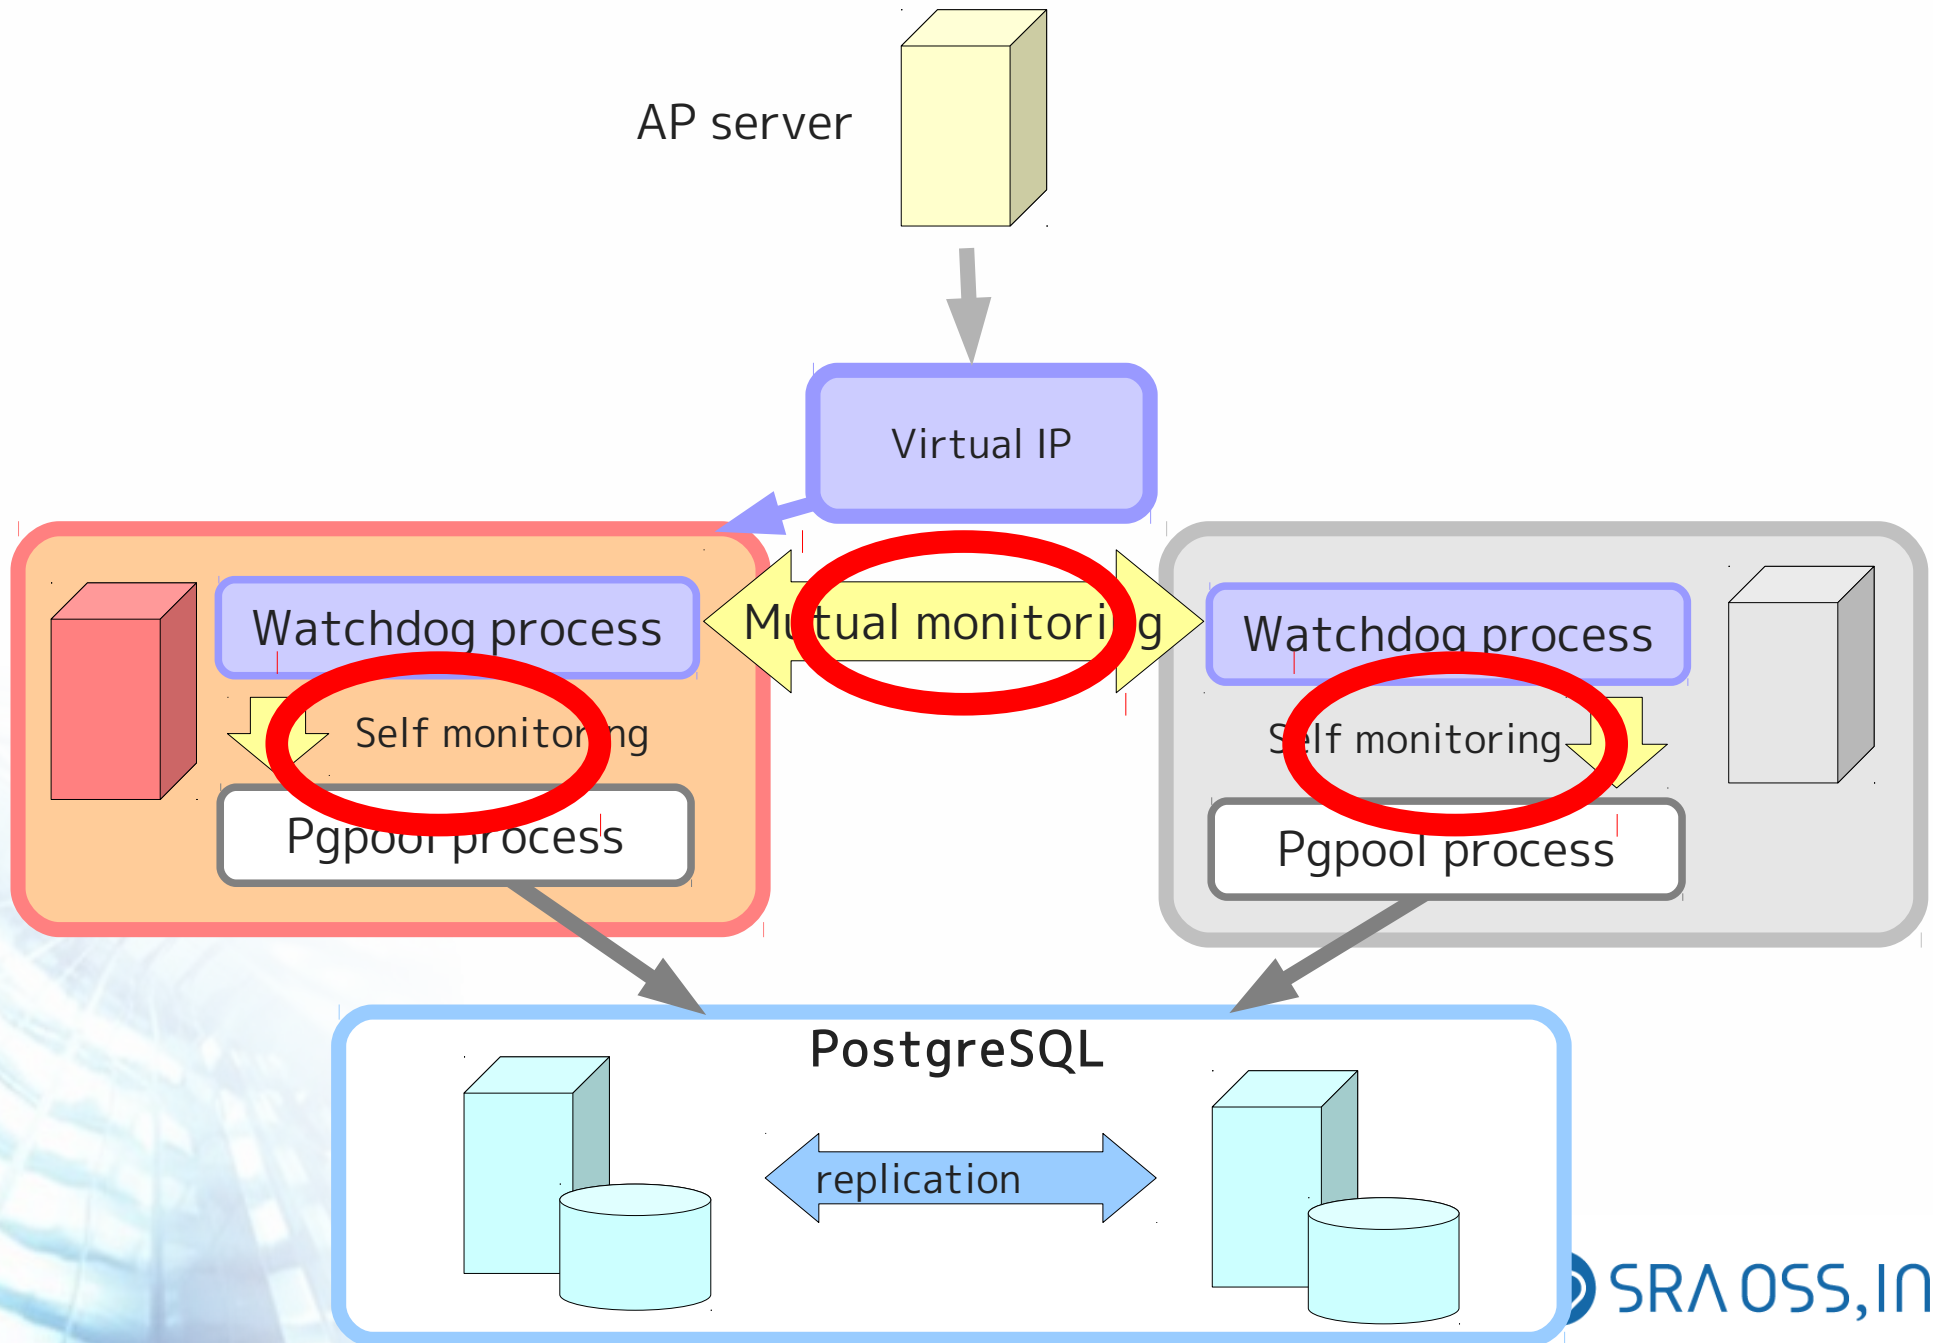 AP server
Virtual IP
Mutual monitoring
Watchdog process
Watchdog process
Self monitoring
Self monitoring
Pgpool process
Pgpool process
PostgreSQL
replication
SRA OSS, IN